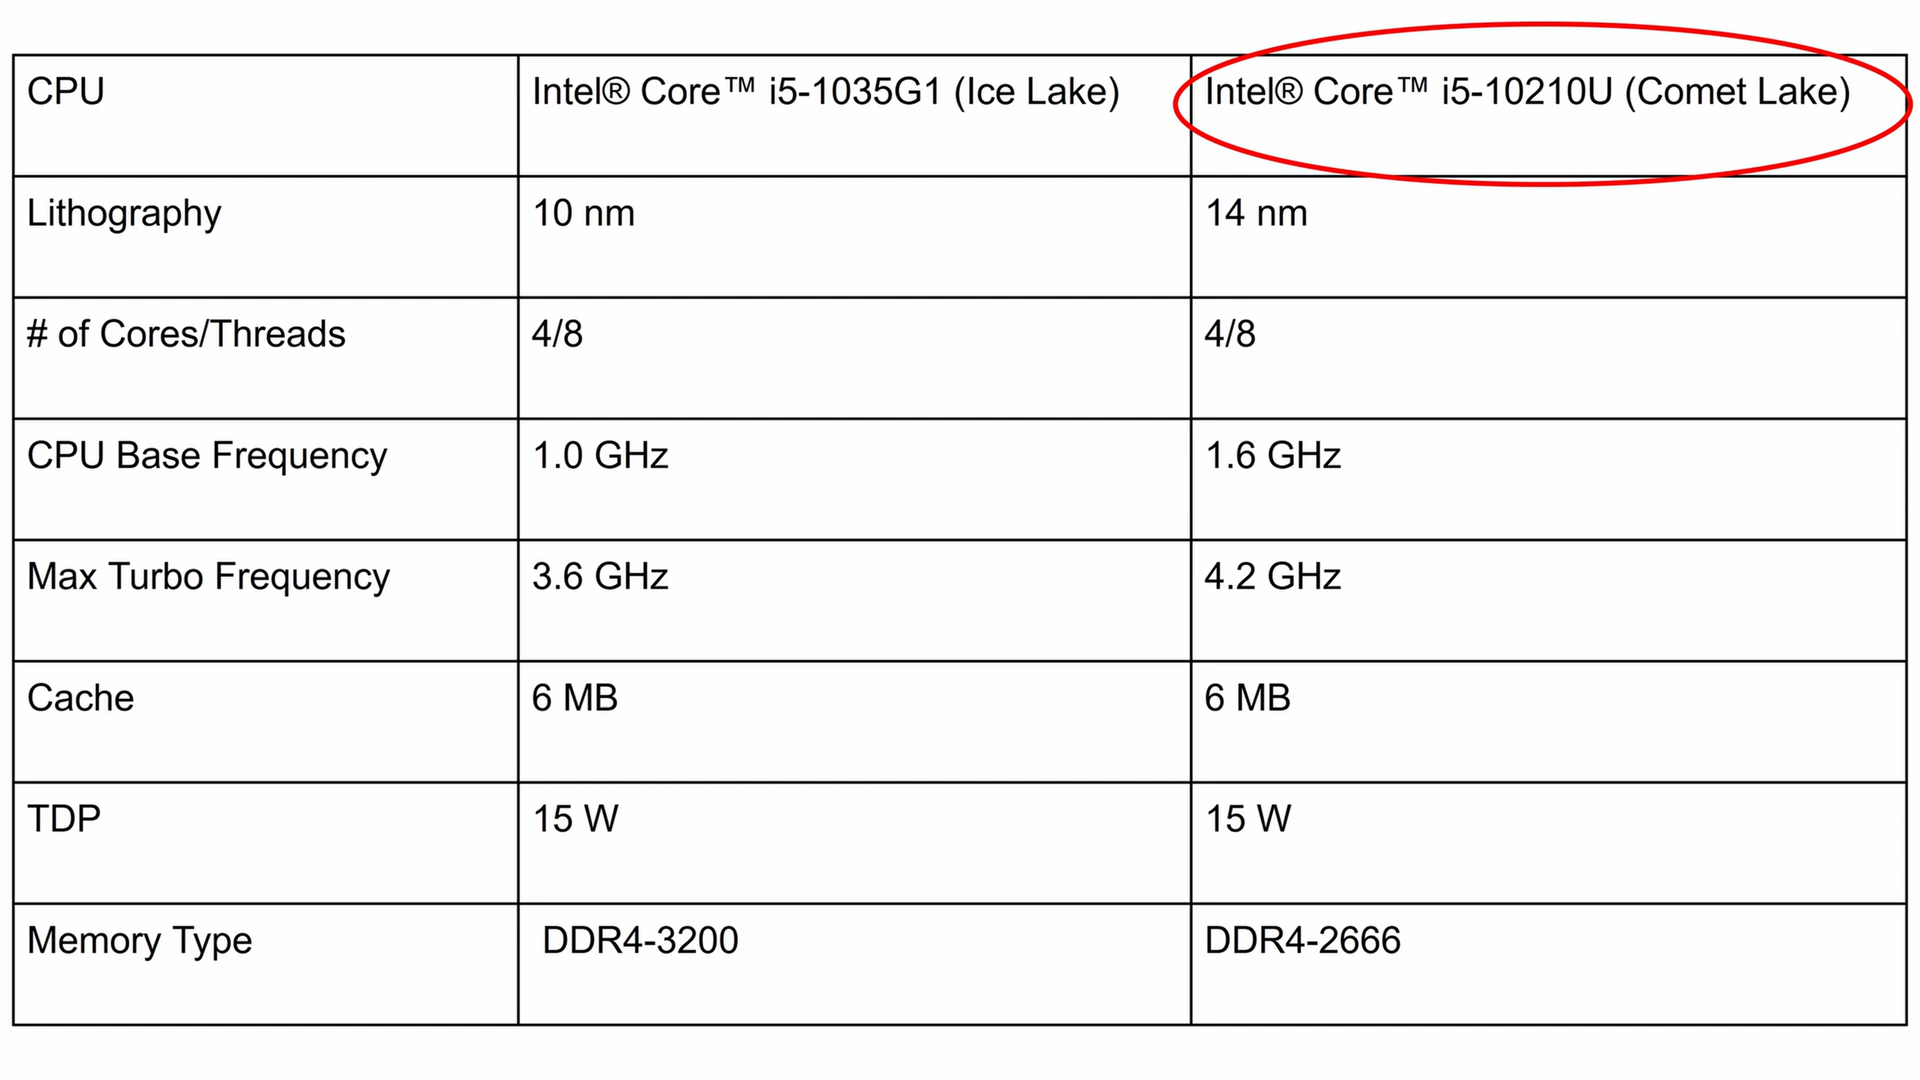 CPU Intel® Core™ i5-1035G1 (Ice Lake) Intel® Core™ i5-10210U (Comet Lake)
Lithography 10 nm 14 nm
# of Cores/Threads 4/8 4/8
CPU Base Frequency 1.0 GHz 1.6 GHz
Max Turbo Frequency 3.6 GHz 4.2 GHz
Cache 6 MB 6 MB
TDP 15 W 15 W
Memory Type DDR4-3200 DDR4-2666